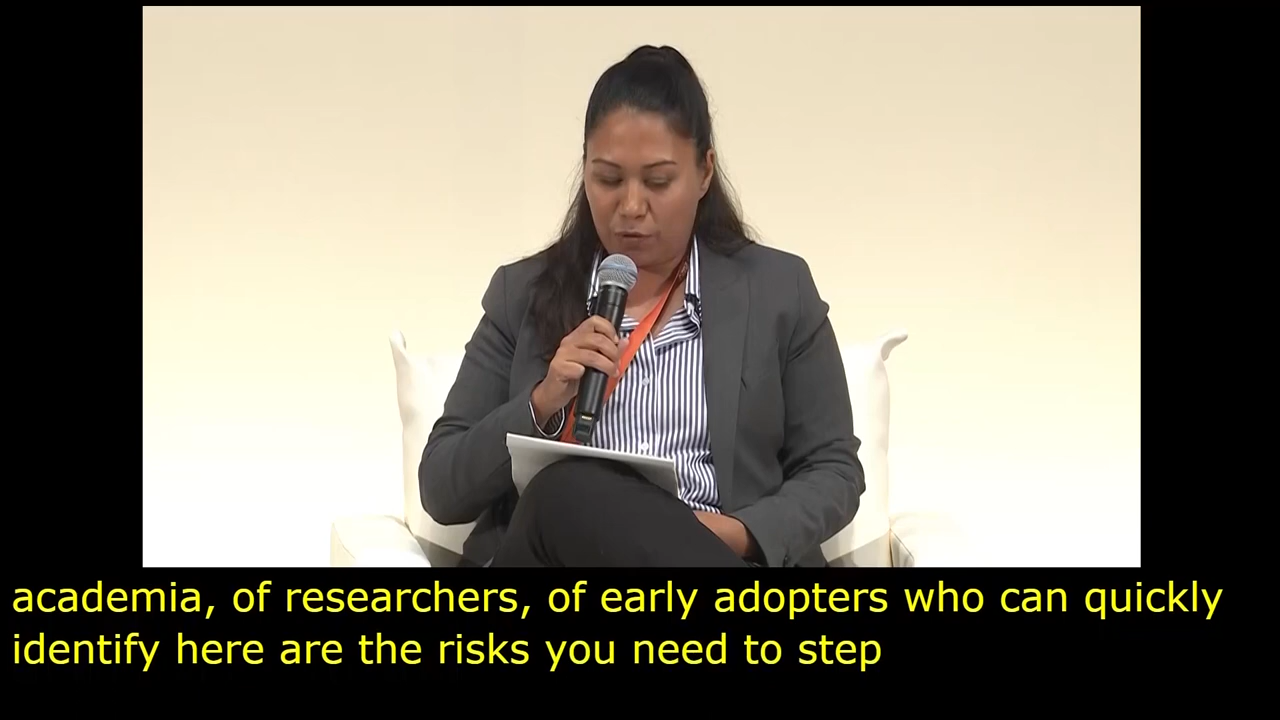 academia, of researchers, of early adopters who can quickly
identify here are the risks you need to step